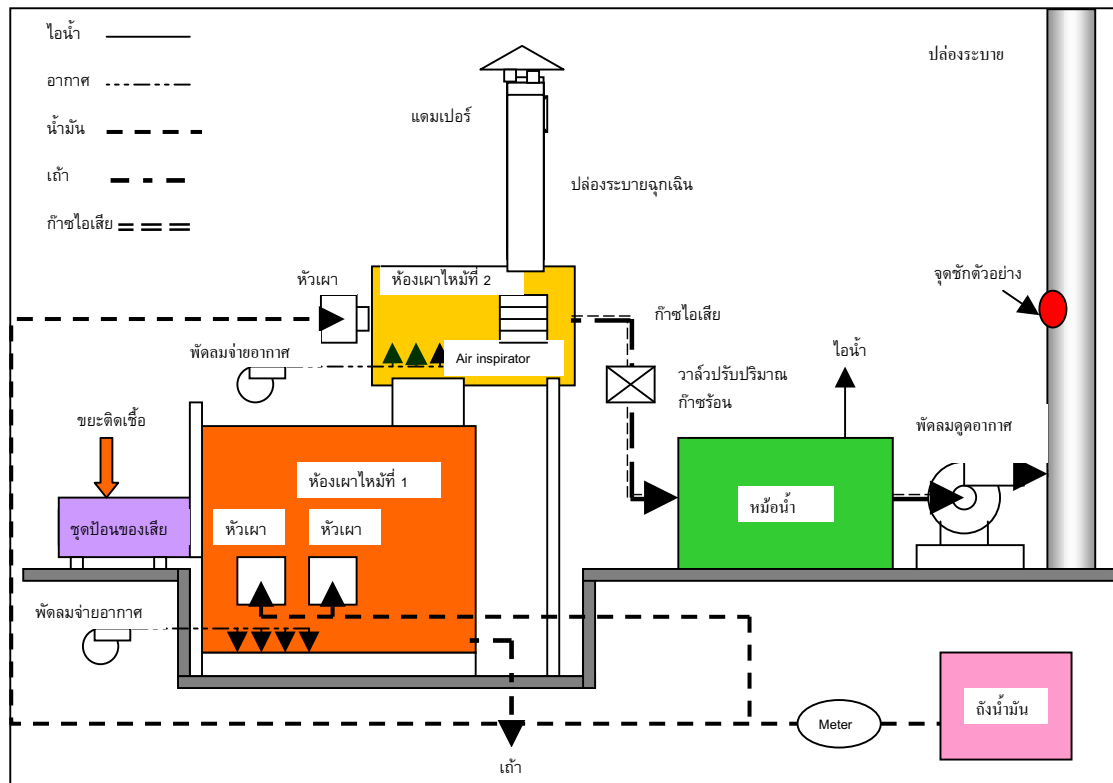 ไอน้ำ
อากาศ
น้ำมัน
เถ้า
ก๊าซไอเสีย
ปล่องระบาย
แดมเปอร์
ปล่องระบายฉุกเฉิน
หัวเผา
ห้องเผาไหม้ที่ 2
จุดชักตัวอย่าง
ก๊าซไอเสีย
พัดลมจ่ายอากาศ
Air inspirator
ไอน้ำ
วาล์วปรับปริมาณ
ก๊าซร้อน
ขยะติดเชื้อ
พัดลมดูดอากาศ
ห้องเผาไหม้ที่ 1
ชุดป้อนของเสีย
หัวเผา
หัวเผา
หม้อน้ำ
พัดลมจ่ายอากาศ
Meter
ถังน้ำมัน
เถ้า